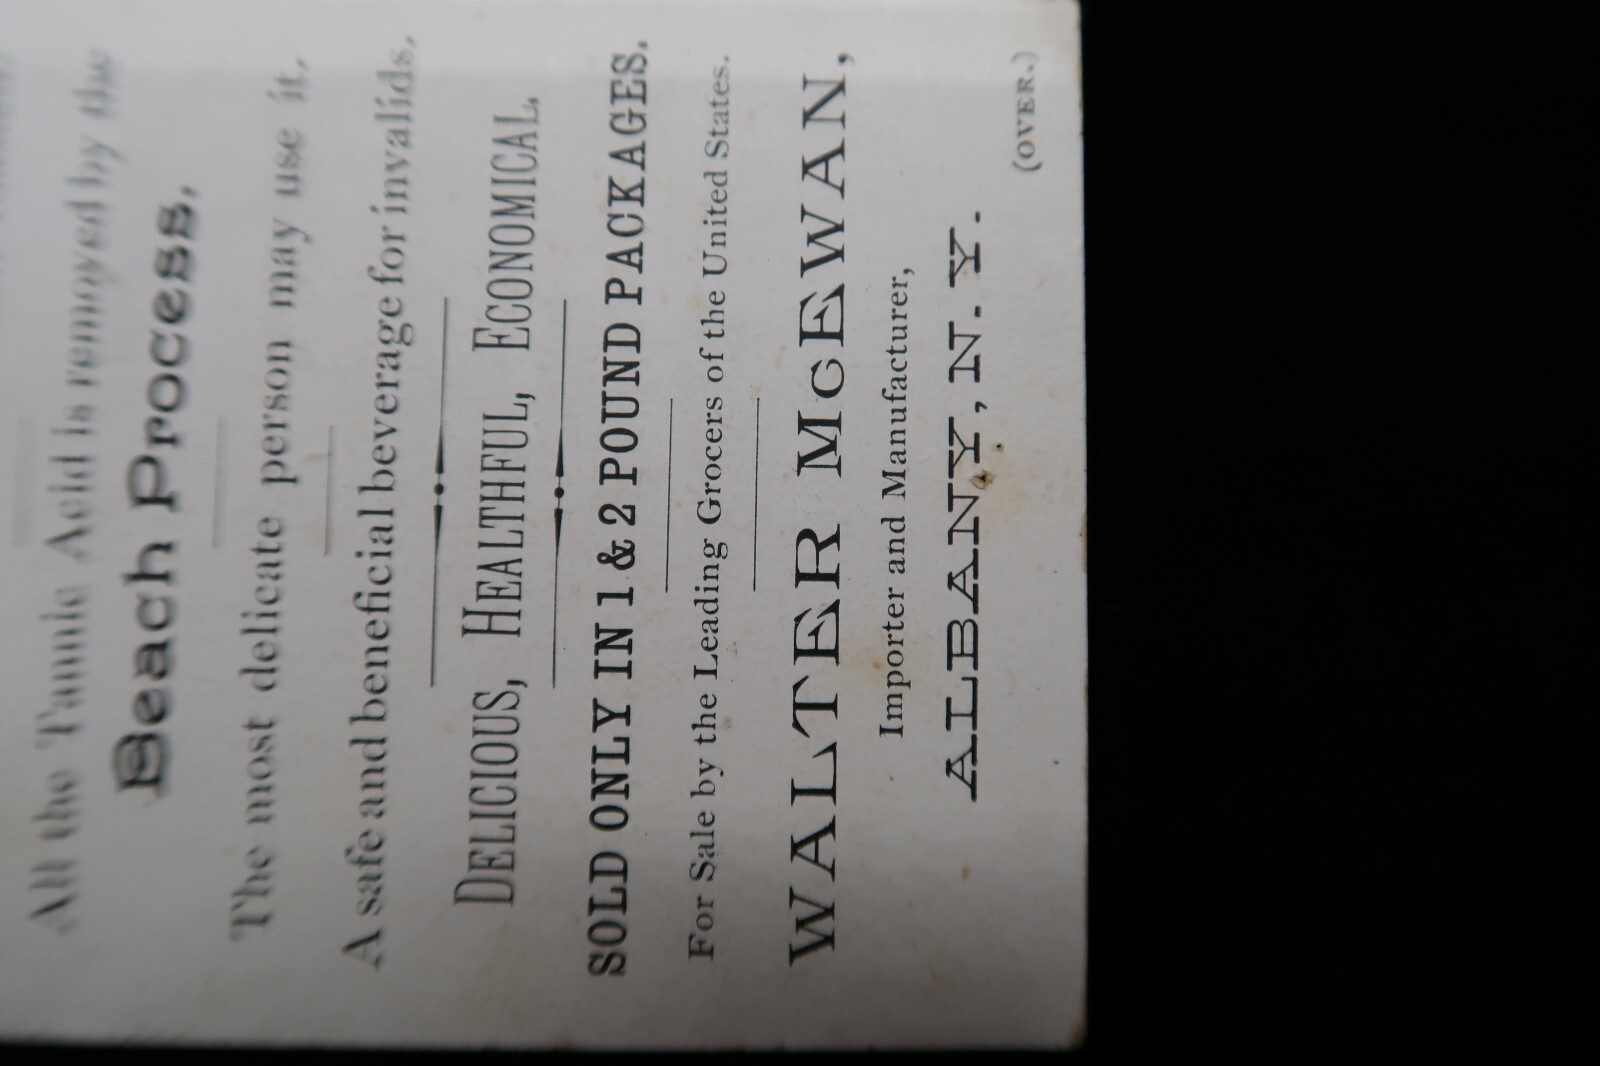 All the Tannic Acid is removed by the
Beach Process.
The most delicate person may use it.
A safe and beneficial beverage for invalids.
DELICIOUS, HEALTHFUL, ECONOMICAL.
SOLD ONLY IN 1 & 2 POUND PACKAGES.
For Sale by the Leading Grocers of the United States.
WALTER McEWAN,
Importer and Manufacturer,
ALBANY, N. Y.
(OVER.)